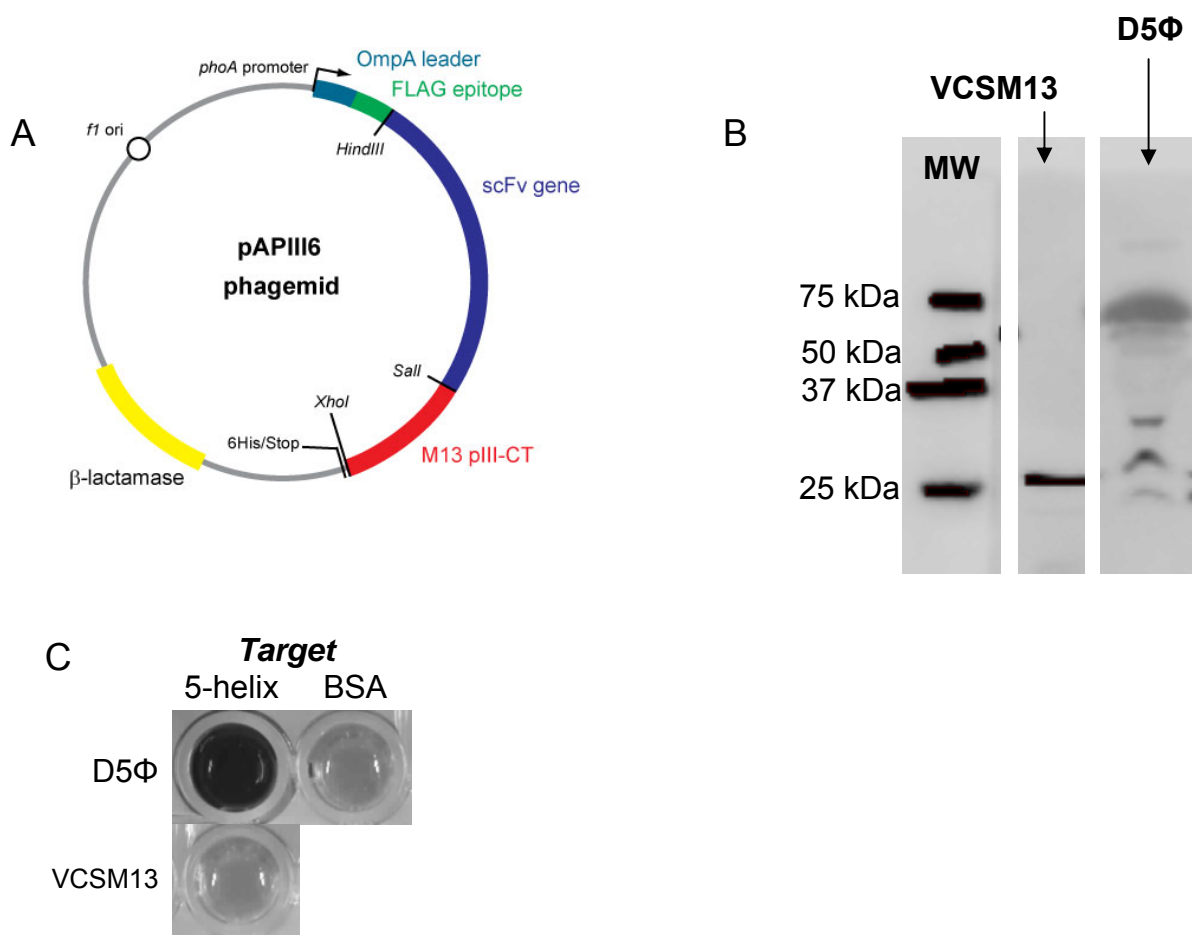 A
phoA promoter
OmpA leader
FLAG epitope
f1 ori
HindIII
scFv gene
pAPIII6
phagemid
SalI
XhoI
6His/Stop
M13 pIII-CT
β-lactamase
B
VCSM13
D5Φ
MW
75 kDa
50 kDa
37 kDa
25 kDa
C
Target
5-helix BSA
D5Φ
VCSM13